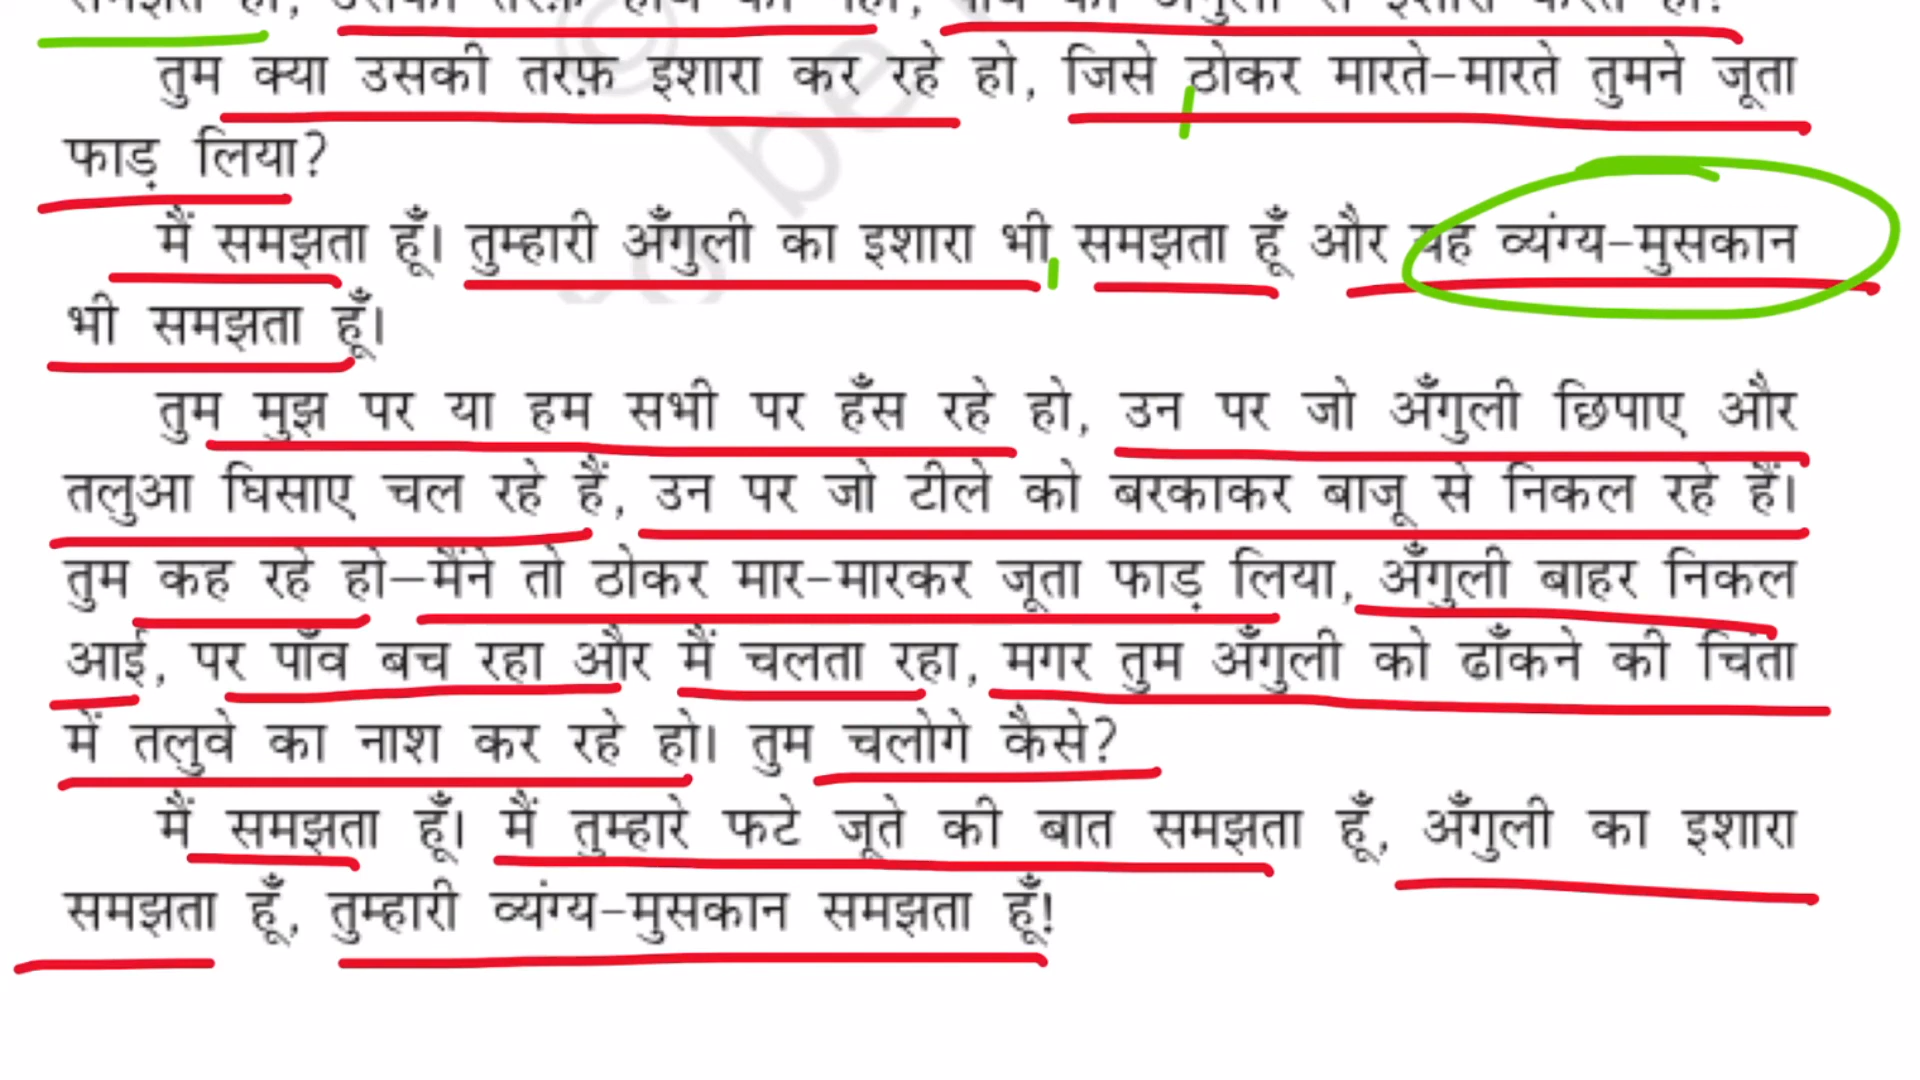 तुम क्या उसकी तरफ़ इशारा कर रहे हो, जिसे ठोकर मारते-मारते तुमने जूता
फाड़ लिया?
मैं समझता हूँ। तुम्हारी अँगुली का इशारा भी समझता हूँ और यह व्यंग्य-मुसकान
भी समझता हूँ।
तुम मुझ पर या हम सभी पर हँस रहे हो, उन पर जो अँगुली छिपाए और
तलुआ घिसाए चल रहे हैं, उन पर जो टीले को बरकाकर बाजू से निकल रहे हैं।
तुम कह रहे हो–मैंने तो ठोकर मार-मारकर जूता फाड़ लिया, अँगुली बाहर निकल
आई, पर पाँव बच रहा और मैं चलता रहा, मगर तुम अँगुली को ढाँकने की चिंता
में तलुवे का नाश कर रहे हो। तुम चलोगे कैसे?
मैं समझता हूँ। मैं तुम्हारे फटे जूते की बात समझता हूँ, अँगुली का इशारा
समझता हूँ, तुम्हारी व्यंग्य-मुसकान समझता हूँ!